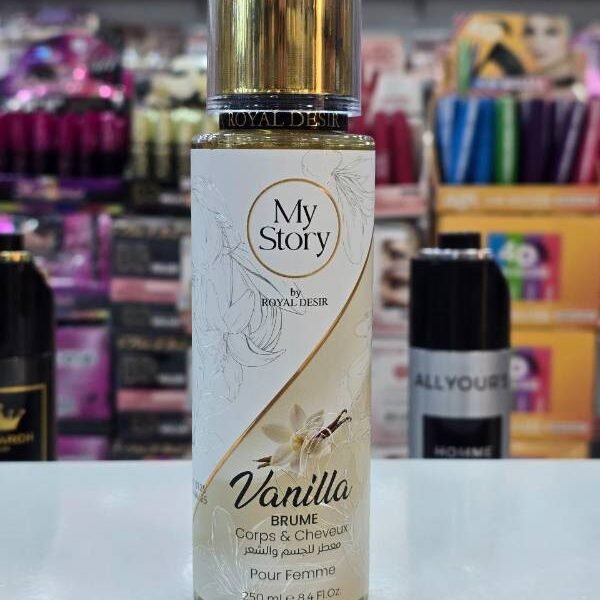 ROYAL DESIR
My
Story
by
ROYAL DESIR
Vanilla
BRUME
Corps & Cheveux
معطر للجسم والشعر
Pour Femme
250 ml e 8.4 Fl.Oz
ALLYOURS
HOMME